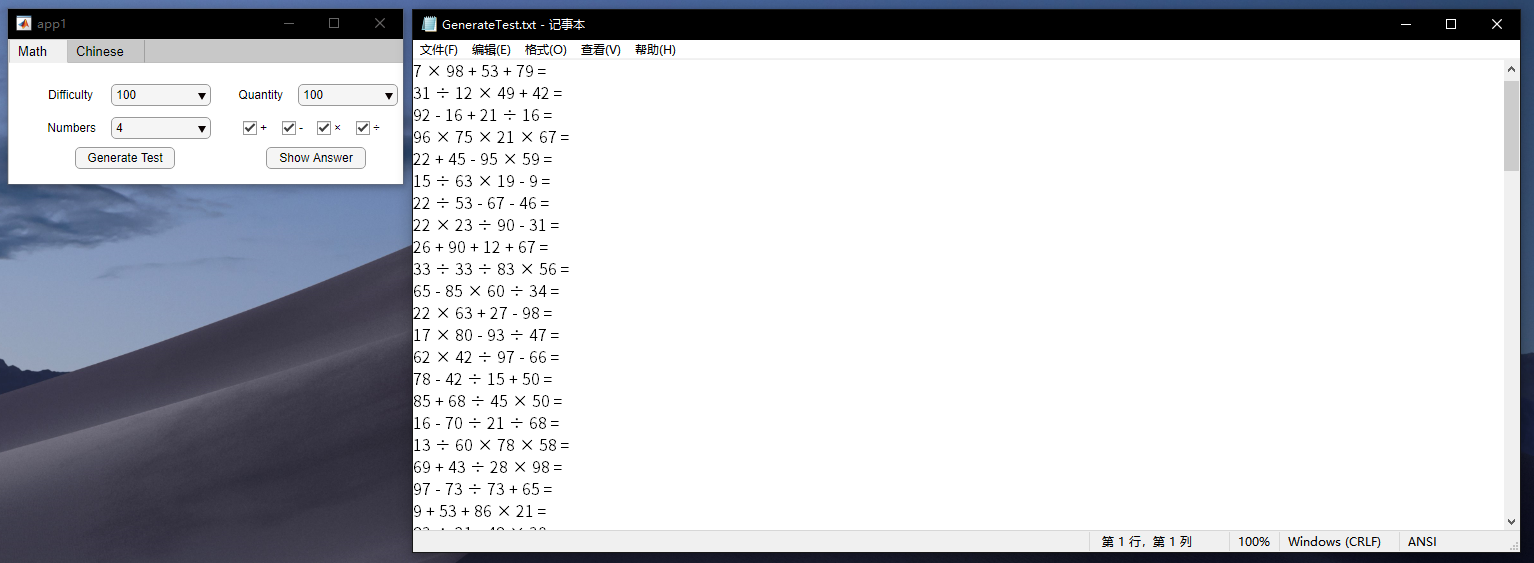 app1
Math Chinese
Difficulty 100 Quantity 100
Numbers 4 + - × ÷
Generate Test Show Answer
GenerateTest.txt - 记事本
文件(F) 编辑(E) 格式(O) 查看(V) 帮助(H)
7 × 98 + 53 + 79 =
31 ÷ 12 × 49 + 42 =
92 - 16 + 21 ÷ 16 =
96 × 75 × 21 × 67 =
22 + 45 - 95 × 59 =
15 ÷ 63 × 19 - 9 =
22 ÷ 53 - 67 - 46 =
22 × 23 ÷ 90 - 31 =
26 + 90 + 12 + 67 =
33 ÷ 33 ÷ 83 × 56 =
65 - 85 × 60 ÷ 34 =
22 × 63 + 27 - 98 =
17 × 80 - 93 ÷ 47 =
62 × 42 ÷ 97 - 66 =
78 - 42 ÷ 15 + 50 =
85 + 68 ÷ 45 × 50 =
16 - 70 ÷ 21 ÷ 68 =
13 ÷ 60 × 78 × 58 =
69 + 43 ÷ 28 × 98 =
97 - 73 ÷ 73 + 65 =
9 + 53 + 86 × 21 =
第 1 行，第 1 列 100% Windows (CRLF) ANSI